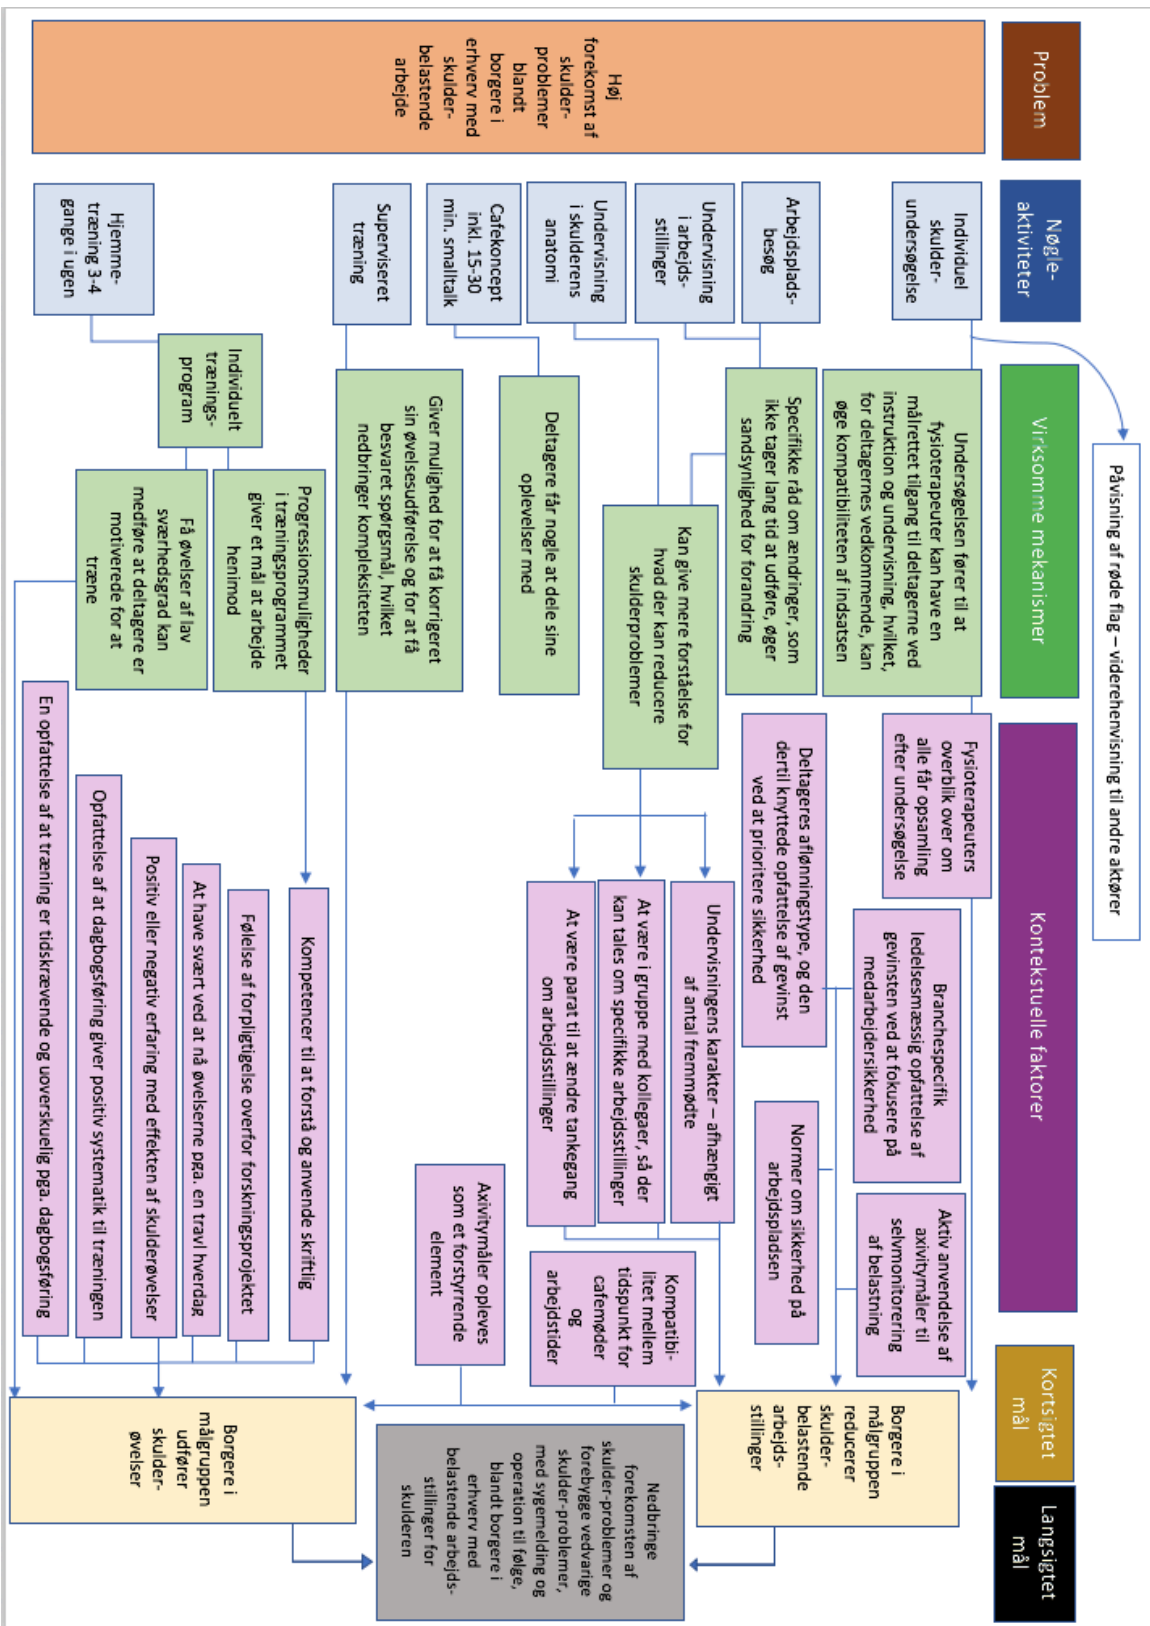 Problem
Nøgle-
aktiviteter
Virksomme mekanismer
Kontekstuelle faktorer
Kortsigtet
mål
Langsigtet
mål
Påvisning af røde flag – viderehenvisning til andre aktører
Høj
forekomst af
skulder-
problemer
blandt
borgere i
erhverv med
skulder-
belastende
arbejde
Individuel
skulder-
undersøgelse
Arbejdsplads-
besøg
Undervisning
i arbejds-
stillinger
Undervisning
i skulderens
anatomi
Cafekoncept
inkl. 15-30
min. smalltalk
Superviseret
træning
Hjemme-
træning 3-4
gange i ugen
Undersøgelsen fører til at
fysioterapeuter kan have en
målrettet tilgang til deltagerne ved
instruktion og undervisning, hvilket,
for deltagernes vedkommende, kan
øge kompatibiliteten af indsatsen
Specifikke råd om ændringer, som
ikke tager lang tid at udføre, øger
sandsynlighed for forandring
Kan give mere forståelse for
hvad der kan reducere
skulderproblemer
Deltagere får nogle at dele sine
oplevelser med
Giver mulighed for at få korrigeret
sin øvelsesudførelse og for at få
besvaret spørgsmål, hvilket
nedbringer kompleksiteten
Individuelt
trænings-
program
Progressionsmuligheder
i træningsprogrammet
giver et mål at arbejde
henimod
Få øvelser af lav
sværhedsgrad kan
medføre at deltagere er
motiverede for at
træne
Fysioterapeuters
overblik over om
alle får opsamling
efter undersøgelse
Branchespecifik
ledelsesmæssig opfattelse af
gevinsten ved at fokusere på
medarbejdersikkerhed
Aktiv anvendelse af
axivitymåler til
selvmonitorering
af belastning
Deltageres aflønningstype, og den
dertil knyttede opfattelse af gevinst
ved at prioritere sikkerhed
Normer om sikkerhed på
arbejdspladsen
Undervisningens karakter – afhængigt
af antal fremmødte
At være i gruppe med kollegaer, så der
kan tales om specifikke arbejdsstillinger
At være parat til at ændre tankegang
om arbejdsstillinger
Kompatibi-
litet mellem
tidspunkt for
cafemøder
og
arbejdstider
Axivitymåler opleves
som et forstyrrende
element
Kompetencer til at forstå og anvende skriftlig
Følelse af forpligtigelse overfor forskningsprojektet
At have svært ved at nå øvelserne pga. en travl hverdag
Positiv eller negativ erfaring med effekten af skulderøvelser
Opfattelse af at dagbogsføring giver positiv systematik til træningen
En opfattelse af at træning er tidskrævende og uoverskuelig pga. dagbogsføring
Borgere i
målgruppen
reducerer
skulder-
belastende
arbejds-
stillinger
Borgere i
målgruppen
udfører
skulder-
øvelser
Nedbringe
forekomsten af
skulder-problemer og
forebygge vedvarige
skulder-problemer,
med sygemelding og
operation til følge,
blandt borgere i
erhverv med
belastende arbejds-
stillinger for
skulderen